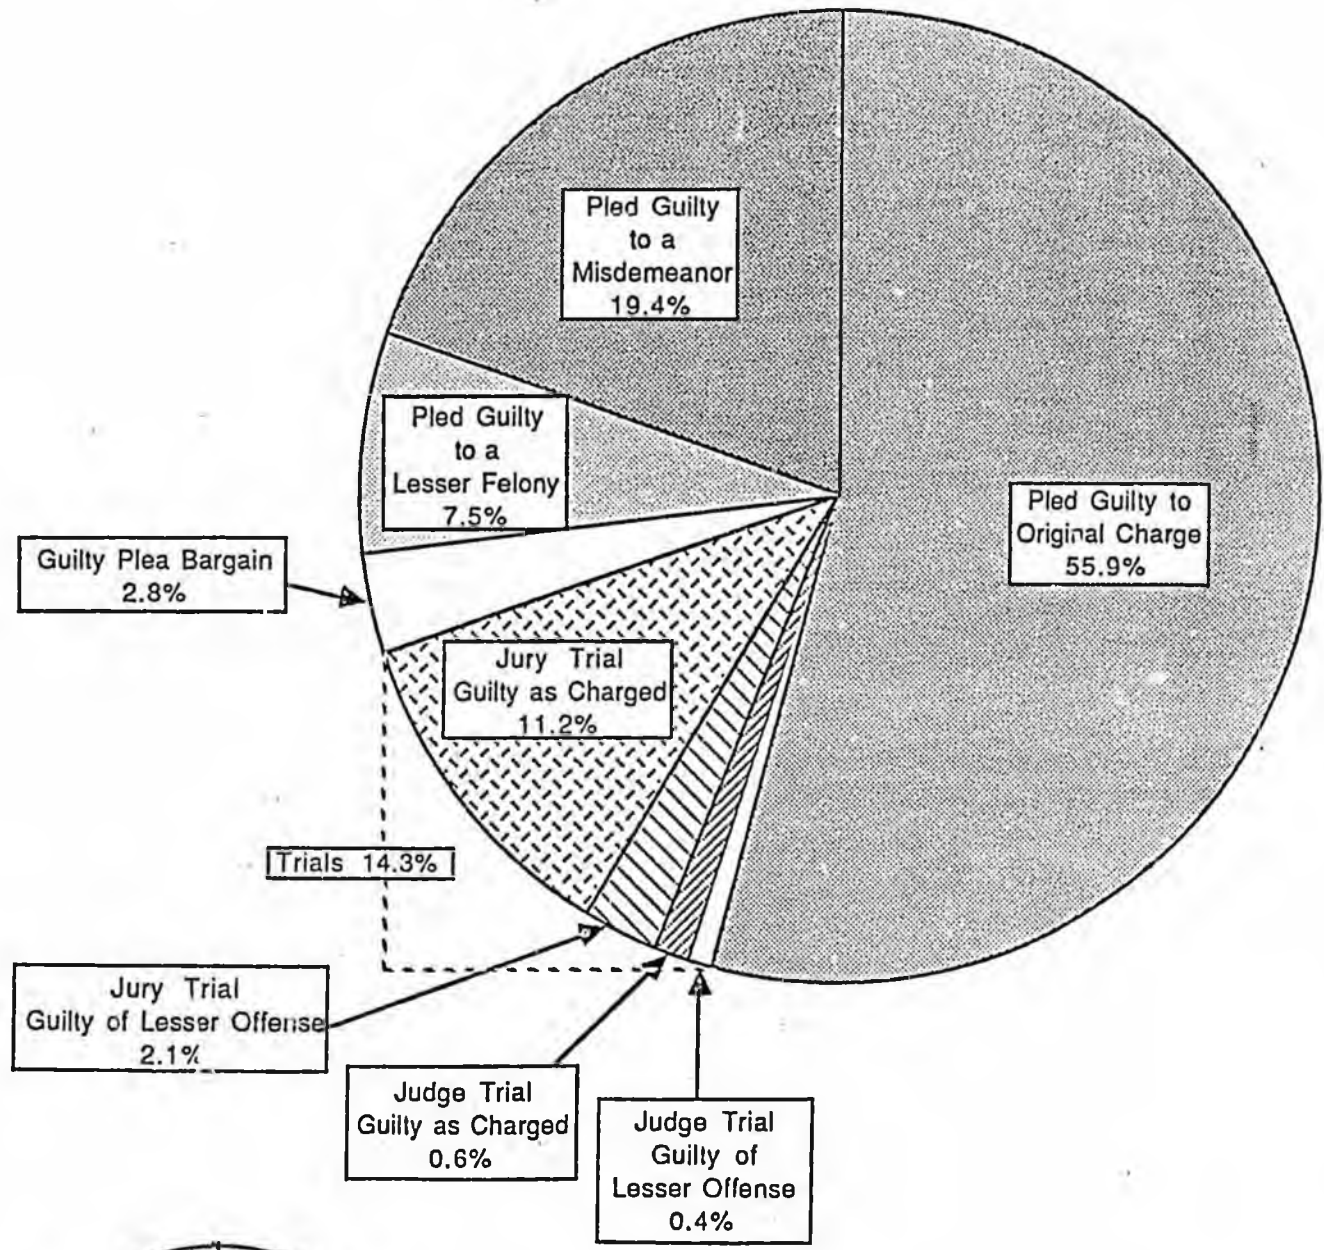 Pled Guilty
to a
Misdemeanor
19.4%
Pled Guilty
to a
Lesser Felony
7.5%
Pled Guilty to
Original Charge
55.9%
Guilty Plea Bargain
2.8%
Jury Trial
Guilty as Charged
11.2%
Trials 14.3%
Jury Trial
Guilty of Lesser Offense
2.1%
Judge Trial
Guilty as Charged
0.6%
Judge Trial
Guilty of
Lesser Offense
0.4%